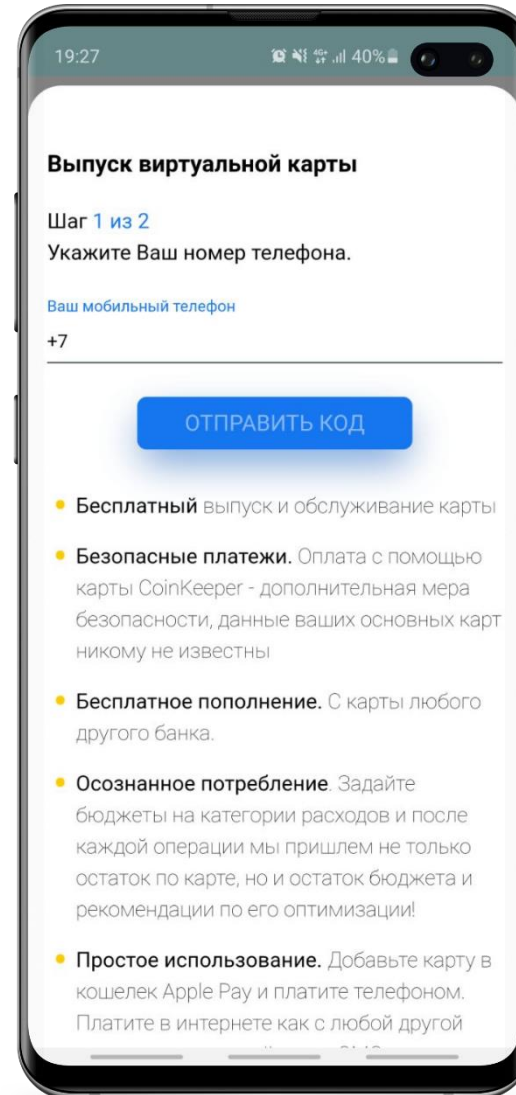 19:27
4G+
40%
Выпуск виртуальной карты
Шаг 1 из 2
Укажите Ваш номер телефона.
Ваш мобильный телефон
+7
ОТПРАВИТЬ КОД
Бесплатный выпуск и обслуживание карты
Безопасные платежи. Оплата с помощью
карты CoinKeeper - дополнительная мера
безопасности, данные ваших основных карт
никому не известны
Бесплатное пополнение. С карты любого
другого банка.
Осознанное потребление. Задайте
бюджеты на категории расходов и после
каждой операции мы пришлем не только
остаток по карте, но и остаток бюджета и
рекомендации по его оптимизации!
Простое использование. Добавьте карту в
кошелек Apple Pay и платите телефоном.
Платите в интернете как с любой другой